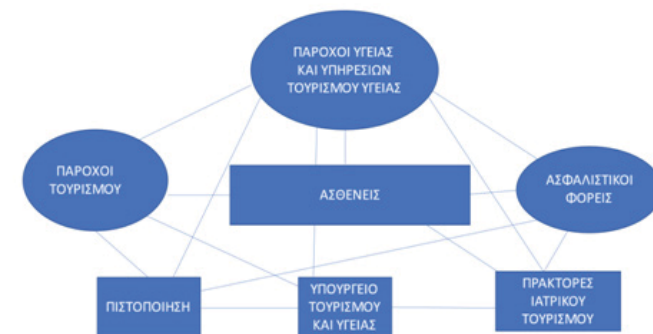 ΠΑΡΟΧΟΙ ΥΓΕΙΑΣ
ΚΑΙ ΥΠΗΡΕΣΙΩΝ
ΤΟΥΡΙΣΜΟΥ ΥΓΕΙΑΣ
ΠΑΡΟΧΟΙ
ΤΟΥΡΙΣΜΟΥ
ΑΣΘΕΝΕΙΣ
ΑΣΦΑΛΙΣΤΙΚΟΙ
ΦΟΡΕΙΣ
ΠΙΣΤΟΠΟΙΗΣΗ
ΥΠΟΥΡΓΕΙΟ
ΤΟΥΡΙΣΜΟΥ
ΚΑΙ ΥΓΕΙΑΣ
ΠΡΑΚΤΟΡΕΣ
ΙΑΤΡΙΚΟΥ
ΤΟΥΡΙΣΜΟΥ